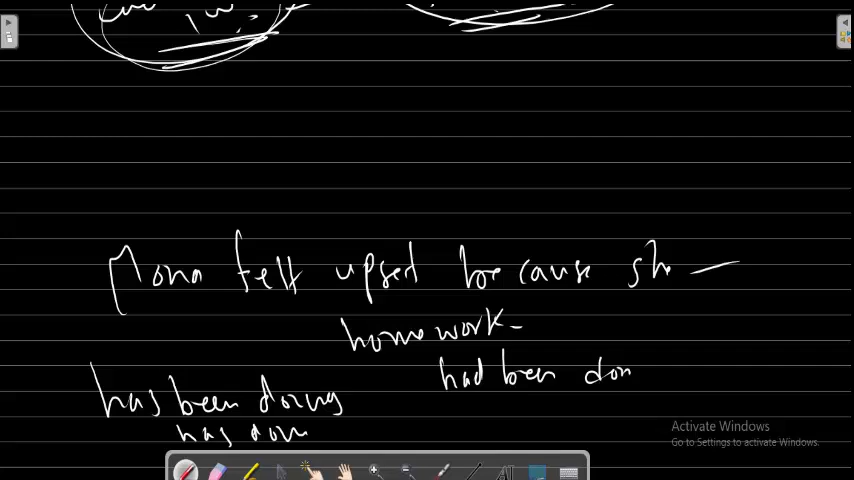 Mona felt upset because she —
homework -
had been don
has been doing
has don
Activate Windows
Go to Settings to activate Windows.